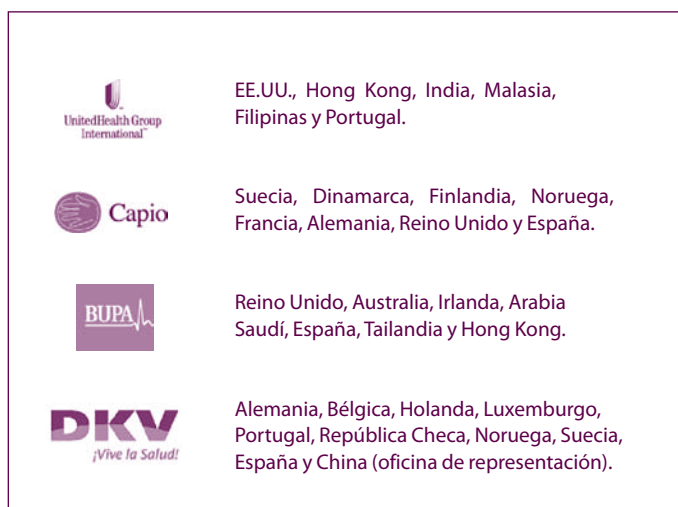 UnitedHealth Group
International™
EE.UU., Hong Kong, India, Malasia,
Filipinas y Portugal.
Capio
Suecia, Dinamarca, Finlandia, Noruega,
Francia, Alemania, Reino Unido y España.
BUPA
Reino Unido, Australia, Irlanda, Arabia
Saudí, España, Tailandia y Hong Kong.
DKV
¡Vive la Salud!
Alemania, Bélgica, Holanda, Luxemburgo,
Portugal, República Checa, Noruega, Suecia,
España y China (oficina de representación).